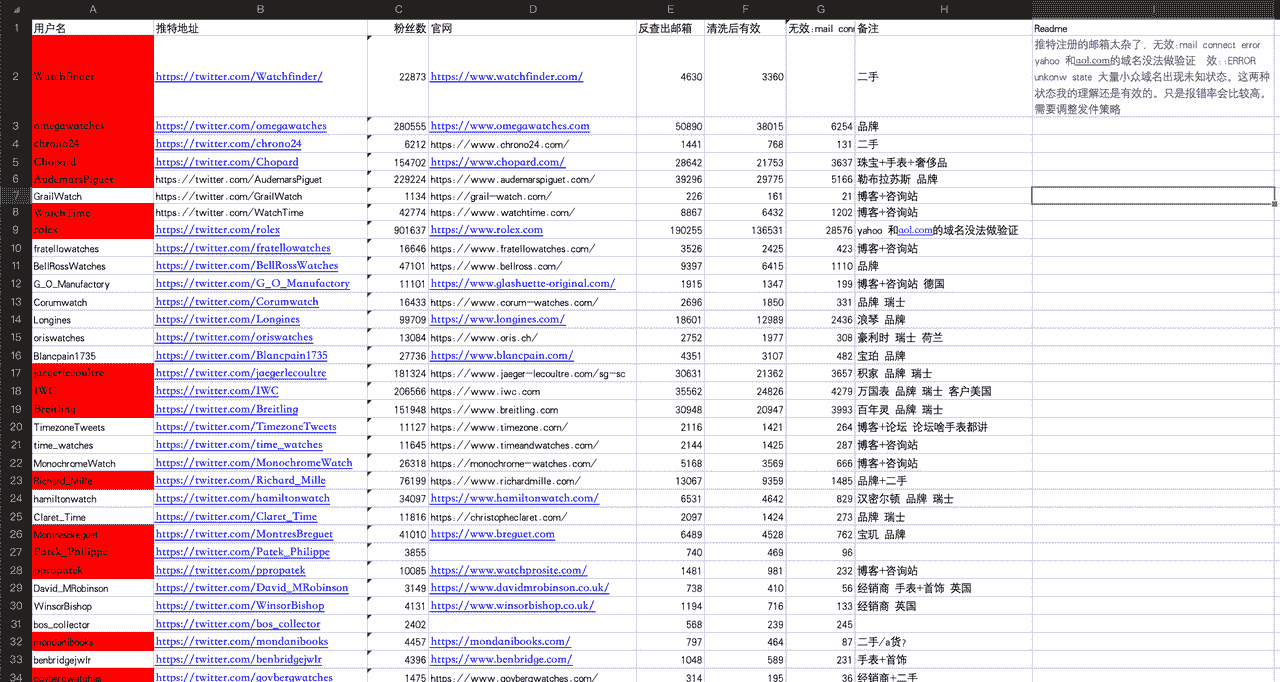 A B C D E F G H I
1 用户名 推特地址 粉丝数 官网 反查出邮箱 清洗后有效 无效:mail con 备注 Readme
推特注册的邮箱太杂了，无效:mail connect error
yahoo 和aol.com的域名没法做验证 效::ERROR
unkonw state 大量小众域名出现未知状态。这两种
状态我的理解还是有效的。只是报错率会比较高。
需要调整发件策略
2 Watchfinder https://twitter.com/Watchfinder/ 22873 https://www.watchfinder.com/ 4630 3360 二手
3 omegawatches https://twitter.com/omegawatches 280555 https://www.omegawatches.com 50890 38015 6254 品牌
4 chrono24 https://twitter.com/chrono24 6212 https://www.chrono24.com/ 1441 768 131 二手
5 Chopard https://twitter.com/Chopard 154702 https://www.chopard.com/ 28642 21753 3637 珠宝+手表+奢侈品
6 AudemarsPiguet https://twitter.com/AudemarsPiguet 229224 https://www.audemarspiguet.com/ 39296 29775 5166 勒布拉苏斯 品牌
7 GrailWatch https://twitter.com/GrailWatch 1134 https://grail-watch.com/ 226 161 21 博客+咨询站
8 WatchTime https://twitter.com/WatchTime 42774 https://www.watchtime.com/ 8867 6432 1202 博客+咨询站
9 rolex https://twitter.com/rolex 901637 https://www.rolex.com 190255 136531 28576 yahoo 和aol.com的域名没法做验证
10 fratellowatches https://twitter.com/fratellowatches 16646 https://www.fratellowatches.com/ 3526 2425 423 博客+咨询站
11 BellRossWatches https://twitter.com/BellRossWatches 47101 https://www.bellross.com/ 9397 6415 1110 品牌
12 G_O_Manufactory https://twitter.com/G_O_Manufactory 11101 https://www.glashuette-original.com/ 1915 1347 199 博客+咨询站 德国
13 Corumwatch https://twitter.com/Corumwatch 16433 https://www.corum-watches.com/ 2696 1850 331 品牌 瑞士
14 Longines https://twitter.com/Longines 99709 https://www.longines.com/ 18601 12989 2436 浪琴 品牌
15 oriswatches https://twitter.com/oriswatches 13084 https://www.oris.ch/ 2752 1977 308 豪利时 瑞士 荷兰
16 Blancpain1735 https://twitter.com/Blancpain1735 27736 https://www.blancpain.com/ 4351 3107 482 宝珀 品牌
17 jaegerlecoultre https://twitter.com/jaegerlecoultre 181324 https://www.jaeger-lecoultre.com/sg-sc 30631 21302 3657 积家 品牌 瑞士
18 IWC https://twitter.com/IWC 206566 https://www.iwc.com 35562 24826 4279 万国表 品牌 瑞士 客户美国
19 Breitling https://twitter.com/Breitling 151948 https://www.breitling.com 30948 20947 3993 百年灵 品牌 瑞士
20 TimezoneTweets https://twitter.com/TimezoneTweets 11127 https://www.timezone.com/ 2116 1421 264 博客+论坛 论坛啥手表都讲
21 time_watches https://twitter.com/time_watches 11645 https://www.timeandwatches.com/ 2144 1425 287 博客+咨询站
22 MonochromeWatch https://twitter.com/MonochromeWatch 26318 https://monochrome-watches.com/ 5168 3569 666 博客+咨询站
23 Richard_Mille https://twitter.com/Richard_Mille 76199 https://www.richardmille.com/ 13067 9359 1485 品牌+二手
24 hamiltonwatch https://twitter.com/hamiltonwatch 34097 https://www.hamiltonwatch.com/ 6531 4642 829 汉密尔顿 品牌 瑞士
25 Claret_Time https://twitter.com/Claret_Time 11816 https://christopheclaret.com/ 2097 1424 273 品牌 瑞士
26 MontresBreguet https://twitter.com/MontresBreguet 41010 https://www.breguet.com 6489 4528 762 宝玑 品牌
27 Patek_Philippe https://twitter.com/Patek_Philippe 3855 740 469 96
28 ppropatek https://twitter.com/ppropatek 10085 https://www.watchprosite.com/ 1481 981 232 博客+咨询站
29 David_MRobinson https://twitter.com/David_MRobinson 3149 https://www.davidmrobinson.co.uk/ 738 410 56 经销商 手表+首饰 英国
30 WinsorBishop https://twitter.com/WinsorBishop 4131 https://www.winsorbishop.co.uk/ 1194 716 133 经销商 英国
31 bos_collector https://twitter.com/bos_collector 2402 568 239 245
32 mondanibooks https://twitter.com/mondanibooks 4457 https://mondanibooks.com/ 797 464 87 二手/a货?
33 benbridgejwlr https://twitter.com/benbridgejwlr 4396 https://www.benbridge.com/ 1048 589 231 手表+首饰
34 govbergwatches https://twitter.com/govbergwatches 1475 https://www.govbergwatches.com/ 314 195 36 经销商+二手